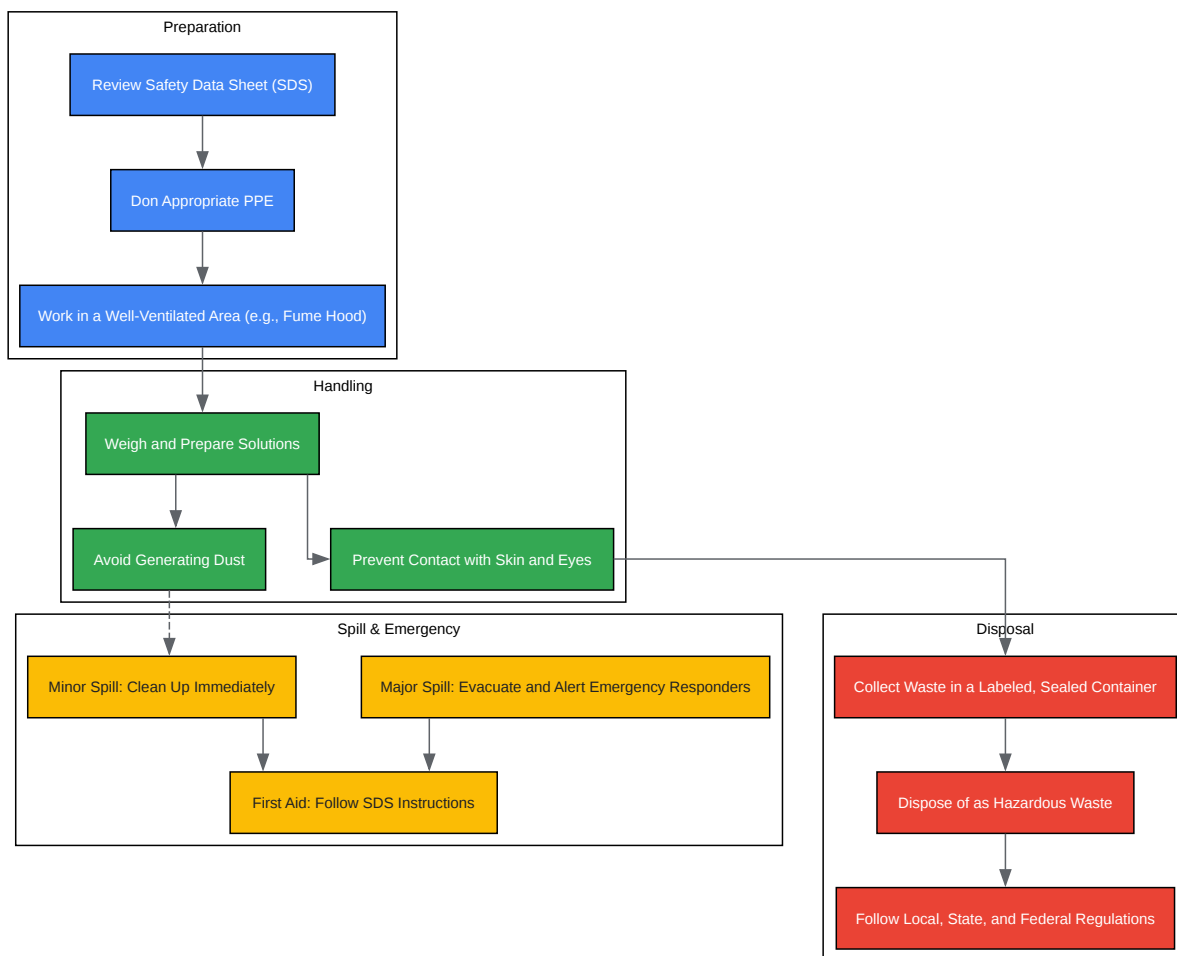 Preparation
Review Safety Data Sheet (SDS)
Don Appropriate PPE
Work in a Well-Ventilated Area (e.g., Fume Hood)
Handling
Weigh and Prepare Solutions
Avoid Generating Dust
Prevent Contact with Skin and Eyes
Spill & Emergency
Minor Spill: Clean Up Immediately
Major Spill: Evacuate and Alert Emergency Responders
First Aid: Follow SDS Instructions
Disposal
Collect Waste in a Labeled, Sealed Container
Dispose of as Hazardous Waste
Follow Local, State, and Federal Regulations